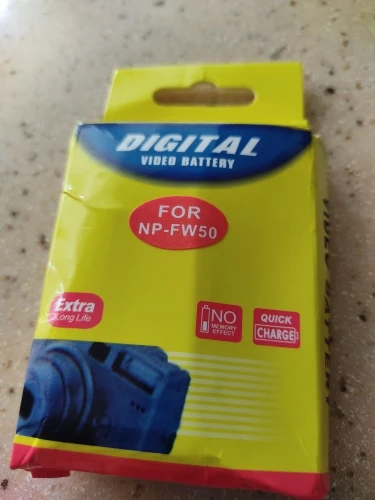 DIGITAL
VIDEO BATTERY
FOR
NP-FW50
Extra
Long Life
NO
MEMORY
EFFECT
QUICK
CHARGE